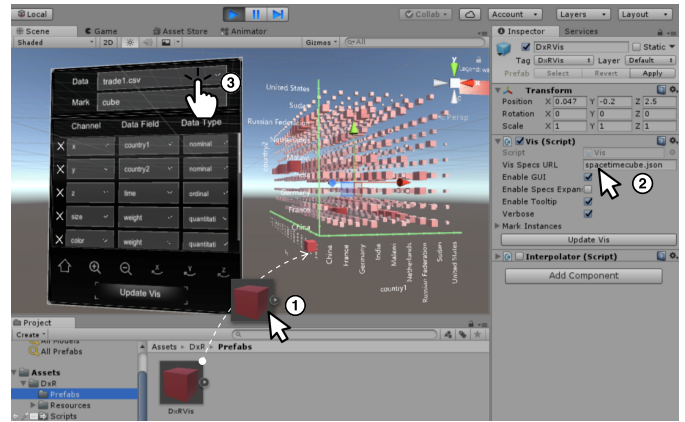 Local
Collab
Account
Layers
Layout
Scene
Game
Asset Store
Animator
Shaded
2D
Gizmos
All
Data
trade1.csv
3
Mark
cube
Channel
Data Field
Data Type
x
country1
nominal
y
country2
nominal
z
time
ordinal
size
weight
quantitati
color
weight
quantitati
X
Y
Z
Update Vis
1
United States
Sudan
Russian Federation
Netherlands
Malawi
India
Germany
France
China
country2
China
France
Germany
India
Malawi
Netherlands
Russian Federation
Sudan
United States
country1
y
x
z
Persp
Inspector
Services
DxRVis
Static
Tag
DxRVis
Layer
Default
Prefab
Select
Revert
Apply
Transform
Position X 0.047 Y -0.2 Z 2.5
Rotation X 0 Y 0 Z 0
Scale X 1 Y 1 Z 1
Vis (Script)
Script
Vis
Vis Specs URL
spacetimecube.json
Enable GUI
2
Enable Specs Expan
Enable Tooltip
Verbose
Mark Instances
Update Vis
Interpolator (Script)
Add Component
Project
Create
All Models
All Prefabs
Assets
DxR
Prefabs
Resources
Scripts
Assets ▸ DxR ▸ Prefabs
DxRVis